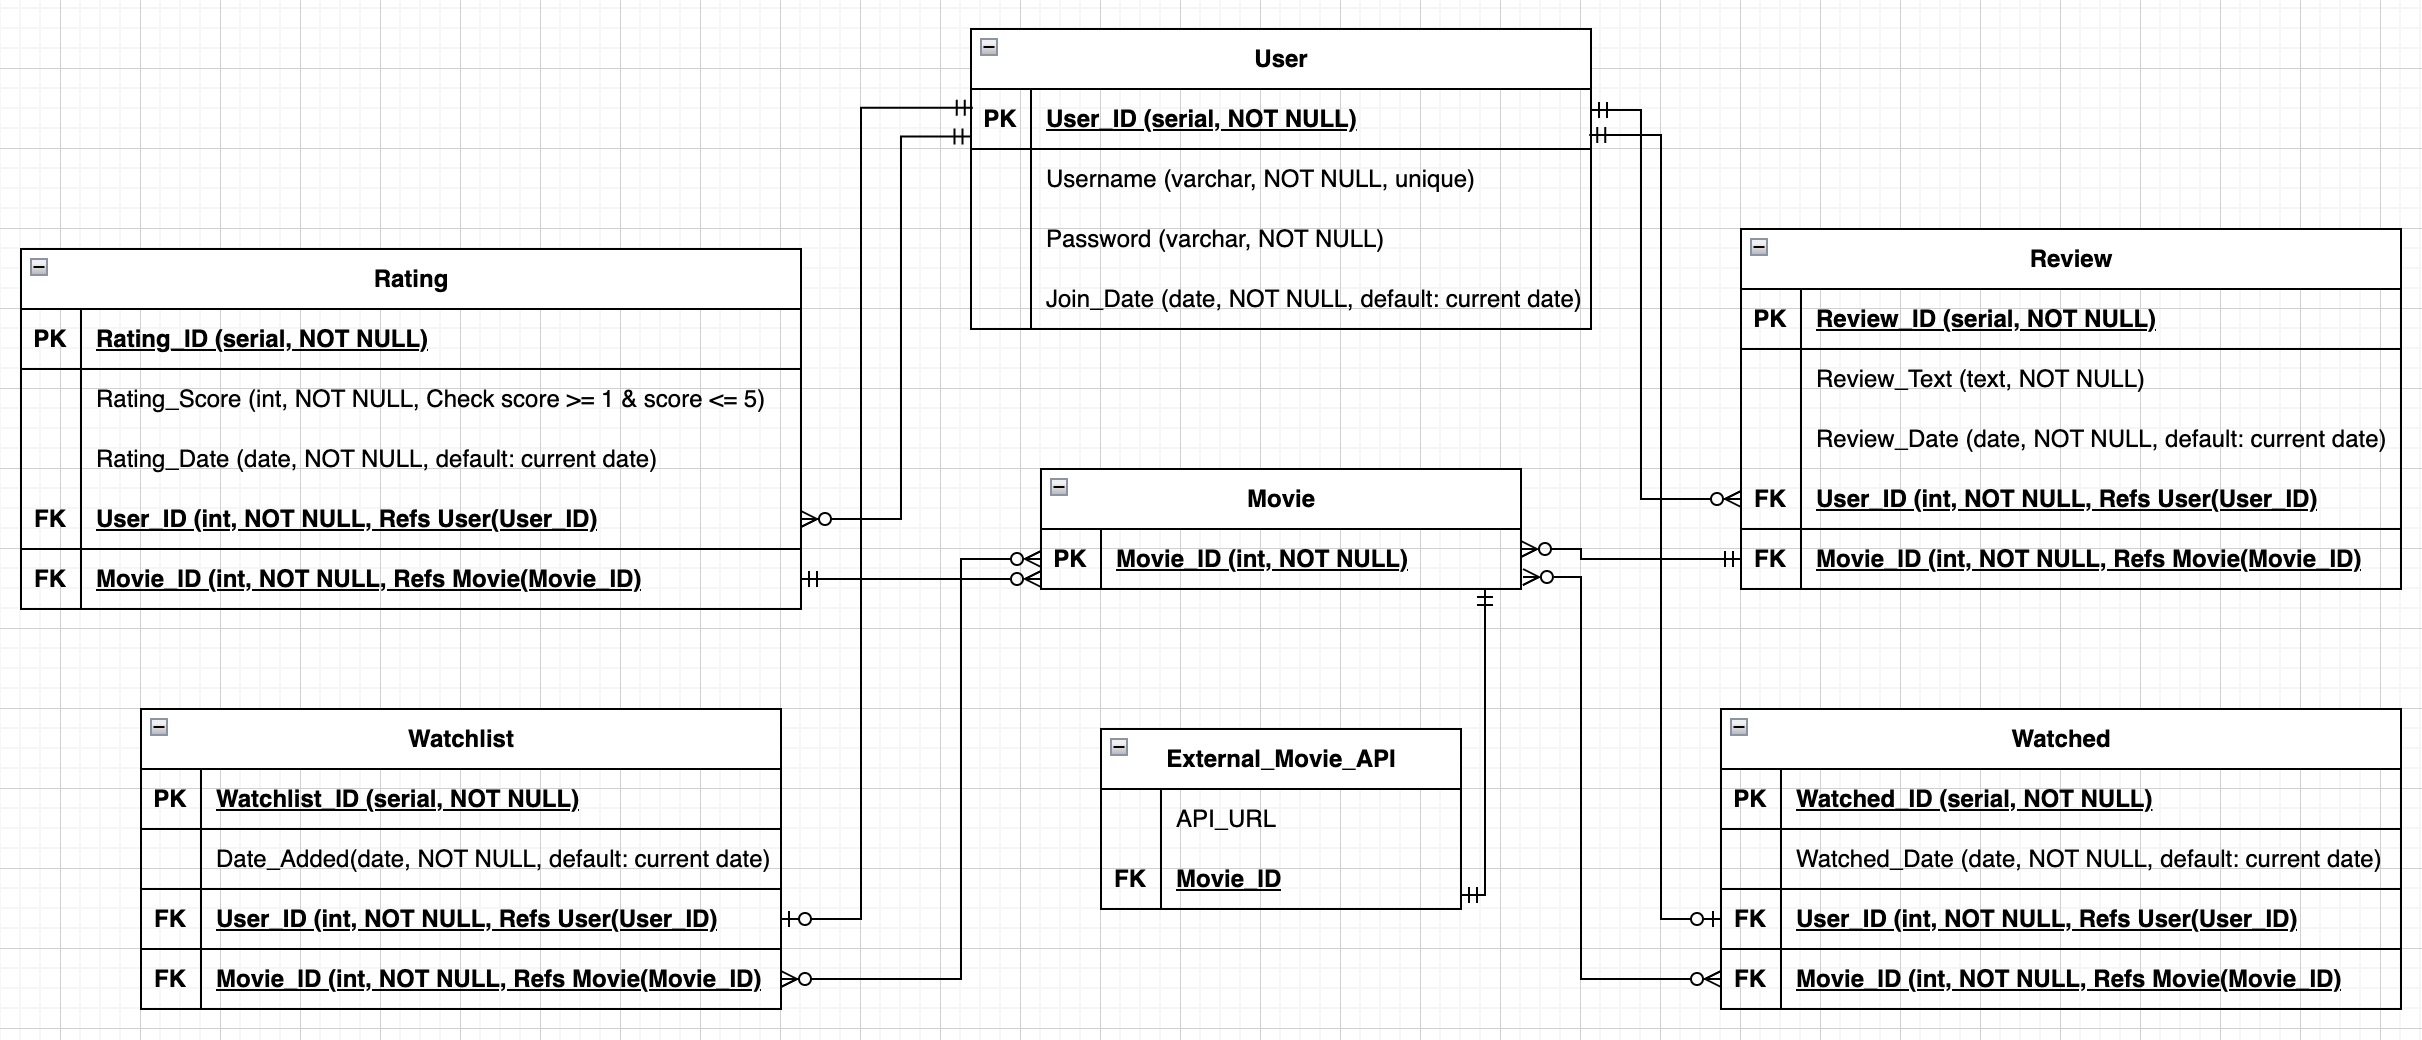 User
PK
User_ID (serial, NOT NULL)
Username (varchar, NOT NULL, unique)
Password (varchar, NOT NULL)
Join_Date (date, NOT NULL, default: current date)
Rating
PK
Rating_ID (serial, NOT NULL)
Rating_Score (int, NOT NULL, Check score >= 1 & score <= 5)
Rating_Date (date, NOT NULL, default: current date)
FK
User_ID (int, NOT NULL, Refs User(User_ID)
FK
Movie_ID (int, NOT NULL, Refs Movie(Movie_ID)
Movie
PK
Movie_ID (int, NOT NULL)
Review
PK
Review_ID (serial, NOT NULL)
Review_Text (text, NOT NULL)
Review_Date (date, NOT NULL, default: current date)
FK
User_ID (int, NOT NULL, Refs User(User_ID)
FK
Movie_ID (int, NOT NULL, Refs Movie(Movie_ID)
Watchlist
PK
Watchlist_ID (serial, NOT NULL)
Date_Added(date, NOT NULL, default: current date)
FK
User_ID (int, NOT NULL, Refs User(User_ID)
FK
Movie_ID (int, NOT NULL, Refs Movie(Movie_ID)
External_Movie_API
API_URL
FK
Movie_ID
Watched
PK
Watched_ID (serial, NOT NULL)
Watched_Date (date, NOT NULL, default: current date)
FK
User_ID (int, NOT NULL, Refs User(User_ID)
FK
Movie_ID (int, NOT NULL, Refs Movie(Movie_ID)